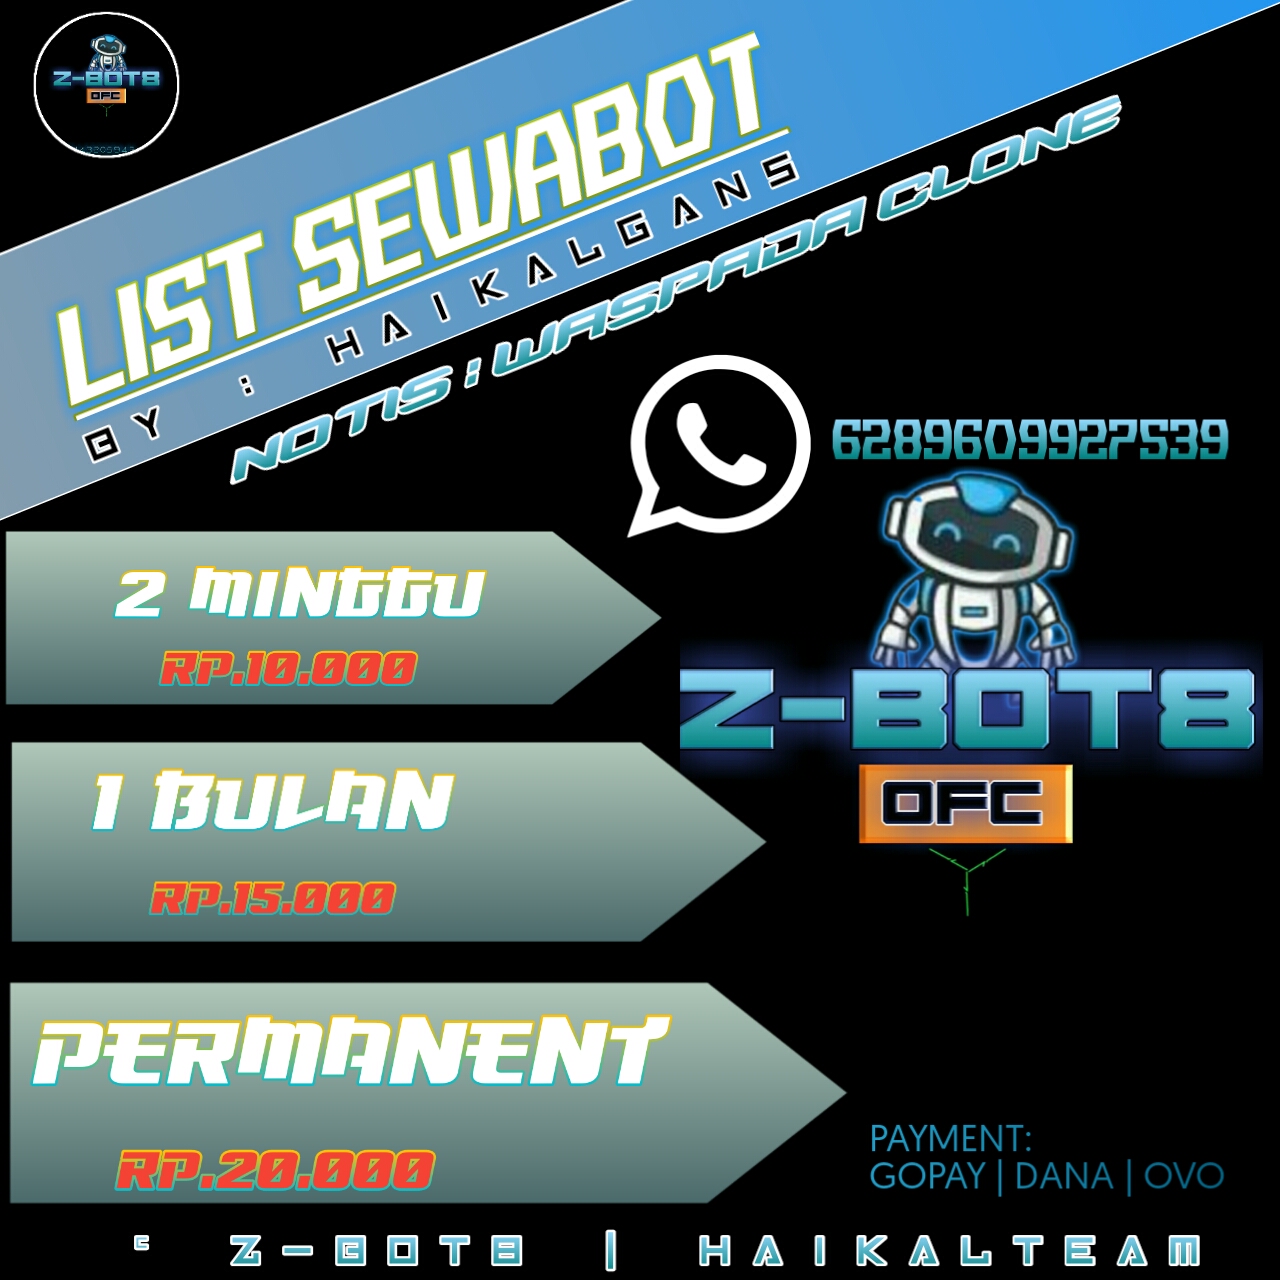 Z-BOT8
OFC
LIST SEWABOT
BY : HAIKALGANS
NOTIS : WASPADA CLONE
6289609927539
2 MINGGU
RP.10.000
Z-BOT8
OFC
1 BULAN
RP.15.000
PERMANENT
RP.20.000
PAYMENT:
GOPAY | DANA | OVO
Z-BOT8 | HAIKALTEAM